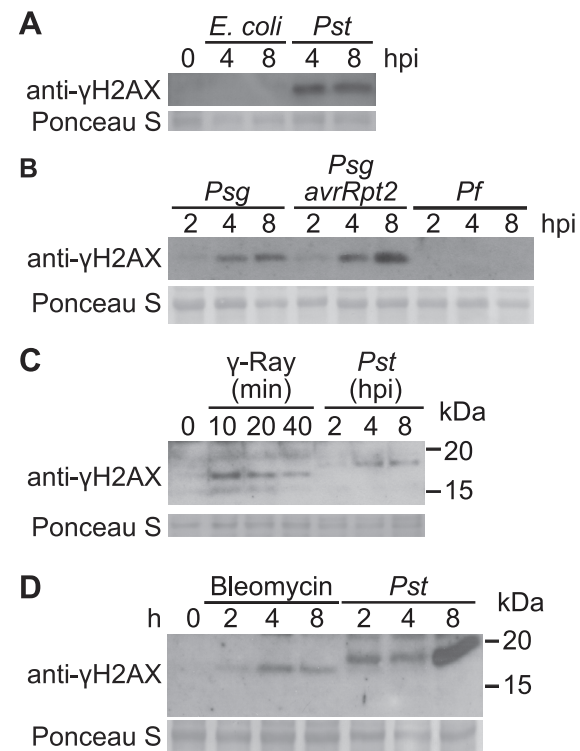 A
E. coli Pst
0 4 8 4 8 hpi
anti-γH2AX
Ponceau S
B
Psg
Psg avrRpt2 Pf
2 4 8 2 4 8 2 4 8 hpi
anti-γH2AX
Ponceau S
C
γ-Ray Pst
(min) (hpi)
kDa
0 10 20 40 2 4 8
20
anti-γH2AX
15
Ponceau S
D
Bleomycin Pst
kDa
h 0 2 4 8 2 4 8
20
anti-γH2AX
15
Ponceau S